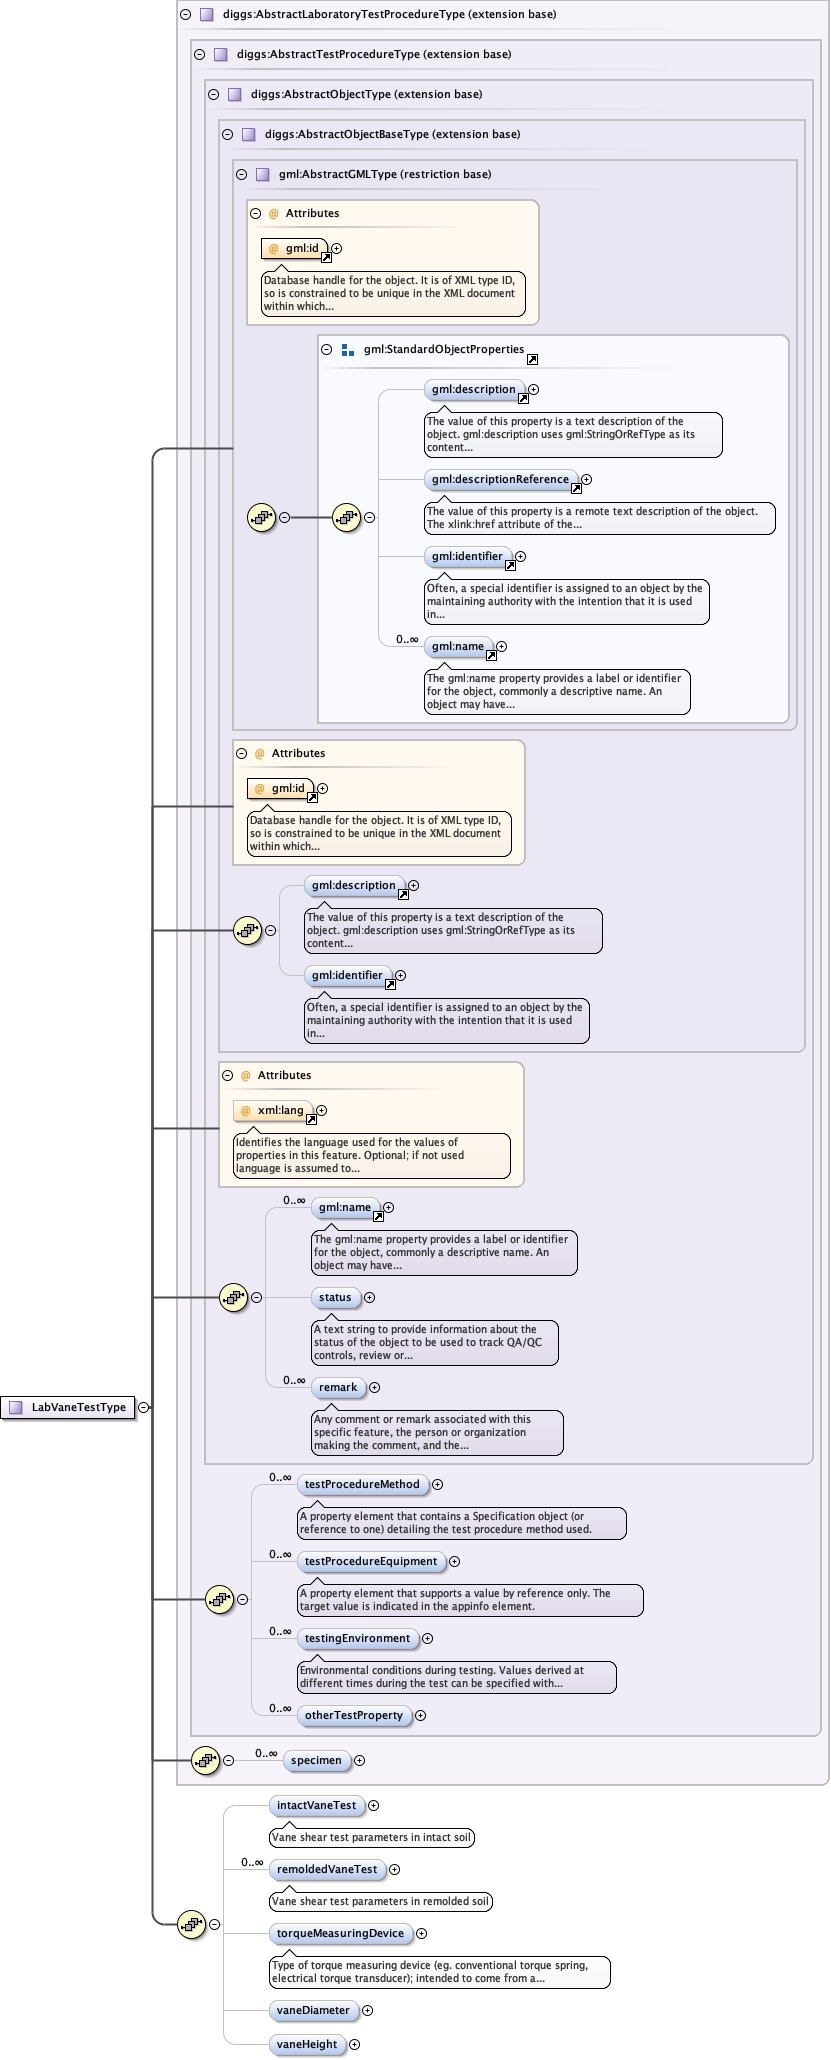 diggs:AbstractLaboratoryTestProcedureType (extension base)
diggs:AbstractTestProcedureType (extension base)
diggs:AbstractObjectType (extension base)
diggs:AbstractObjectBaseType (extension base)
gml:AbstractGMLType (restriction base)
@ Attributes
@ gml:id
Database handle for the object. It is of XML type ID,
so is constrained to be unique in the XML document
within which...
gml:StandardObjectProperties
gml:description
The value of this property is a text description of the
object. gml:description uses gml:StringOrRefType as its
content...
gml:descriptionReference
The value of this property is a remote text description of the object.
The xlink:href attribute of the...
gml:identifier
Often, a special identifier is assigned to an object by the
maintaining authority with the intention that it is used
in...
0..∞
gml:name
The gml:name property provides a label or identifier
for the object, commonly a descriptive name. An
object may have...
@ Attributes
@ gml:id
Database handle for the object. It is of XML type ID,
so is constrained to be unique in the XML document
within which...
gml:description
The value of this property is a text description of the
object. gml:description uses gml:StringOrRefType as its
content...
gml:identifier
Often, a special identifier is assigned to an object by the
maintaining authority with the intention that it is used
in...
@ Attributes
@ xml:lang
Identifies the language used for the values of
properties in this feature. Optional; if not used
language is assumed to...
0..∞
gml:name
The gml:name property provides a label or identifier
for the object, commonly a descriptive name. An
object may have...
status
A text string to provide information about the
status of the object to be used to track QA/QC
controls, review or...
0..∞
remark
Any comment or remark associated with this
specific feature, the person or organization
making the comment, and the...
LabVaneTestType
0..∞
testProcedureMethod
A property element that contains a Specification object (or
reference to one) detailing the test procedure method used.
0..∞
testProcedureEquipment
A property element that supports a value by reference only. The
target value is indicated in the appinfo element.
0..∞
testingEnvironment
Environmental conditions during testing. Values derived at
different times during the test can be specified with...
0..∞
otherTestProperty
0..∞
specimen
intactVaneTest
Vane shear test parameters in intact soil
0..∞
remoldedVaneTest
Vane shear test parameters in remolded soil
torqueMeasuringDevice
Type of torque measuring device (eg. conventional torque spring,
electrical torque transducer); intended to come from a...
vaneDiameter
vaneHeight